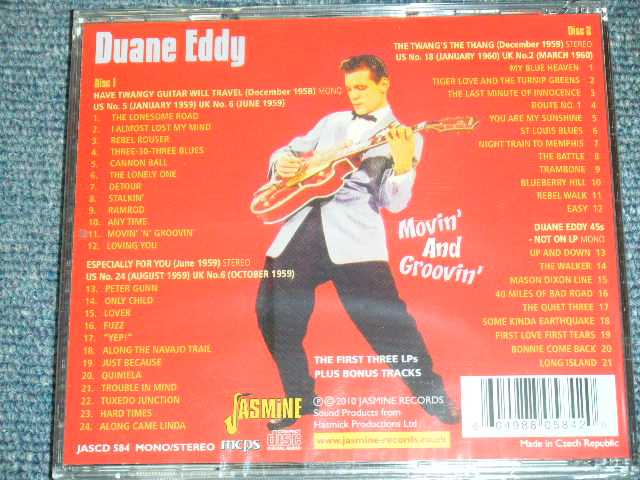 Duane Eddy
Disc 1
HAVE TWANGY GUITAR WILL TRAVEL (December 1958) MONO
US No. 5 (JANUARY 1959) UK No. 6 (JUNE 1959)
1. THE LONESOME ROAD
2. I ALMOST LOST MY MIND
3. REBEL ROUSER
4. THREE-30-THREE BLUES
5. CANNON BALL
6. THE LONELY ONE
7. DETOUR
8. STALKIN'
9. RAMROD
10. ANY TIME
11. MOVIN' 'N' GROOVIN'
12. LOVING YOU
ESPECIALLY FOR YOU (June 1959) STEREO
US No. 24 (AUGUST 1959) UK No.6 (OCTOBER 1959)
13. PETER GUNN
14. ONLY CHILD
15. LOVER
16. FUZZ
17. "YEP!"
18. ALONG THE NAVAJO TRAIL
19. JUST BECAUSE
20. QUINIELA
21. TROUBLE IN MIND
22. TUXEDO JUNCTION
23. HARD TIMES
24. ALONG CAME LINDA
JASCD 584 MONO/STEREO
Disc 2
THE TWANG'S THE THANG (December 1959) STEREO
US No. 18 (JANUARY 1960) UK No.2 (MARCH 1960)
MY BLUE HEAVEN 1
TIGER LOVE AND THE TURNIP GREENS 2
THE LAST MINUTE OF INNOCENCE 3
ROUTE NO. 1 4
YOU ARE MY SUNSHINE 5
ST LOUIS BLUES 6
NIGHT TRAIN TO MEMPHIS 7
THE BATTLE 8
TRAMBONE 9
BLUEBERRY HILL 10
REBEL WALK 11
EASY 12
DUANE EDDY 45s
- NOT ON LP MONO
UP AND DOWN 13
THE WALKER 14
MASON DIXON LINE 15
40 MILES OF BAD ROAD 16
THE QUIET THREE 17
SOME KINDA EARTHQUAKE 18
FIRST LOVE FIRST TEARS 19
BONNIE COME BACK 20
LONG ISLAND 21
Movin'
And
Groovin'
THE FIRST THREE LPs
PLUS BONUS TRACKS
JASMINE
mcps
COMPACT
disc
DIGITAL AUDIO
℗© 2010 JASMINE RECORDS
Sound Products from
Hasmick Productions Ltd
www.jasmine-records.co.uk
6 04988 05842
Made in Czech Republic